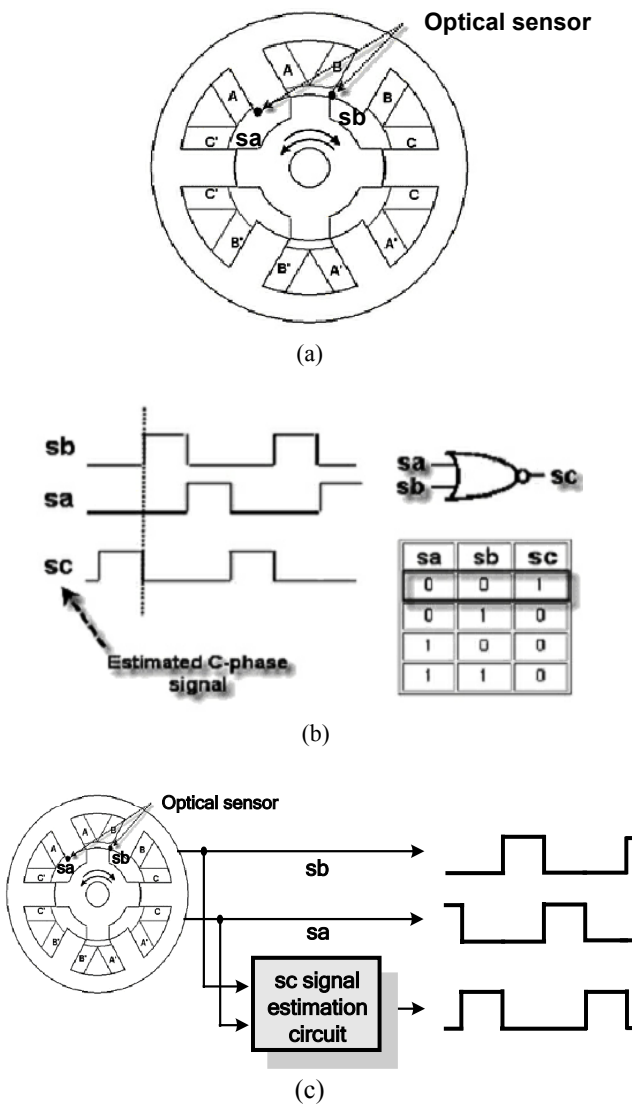 Optical sensor
A B
A B
sa sb
C' C
C' C
B" A"
B" A'
(a)
sb
sa
sc
Estimated C-phase
signal
sa
sb
sc
sa sb sc
0 0 1
0 1 0
1 0 0
1 1 0
(b)
Optical sensor
A B
A B
sa sb
C' C
C' C
B" A"
B" A'
sb
sa
sc signal
estimation
circuit
(c)